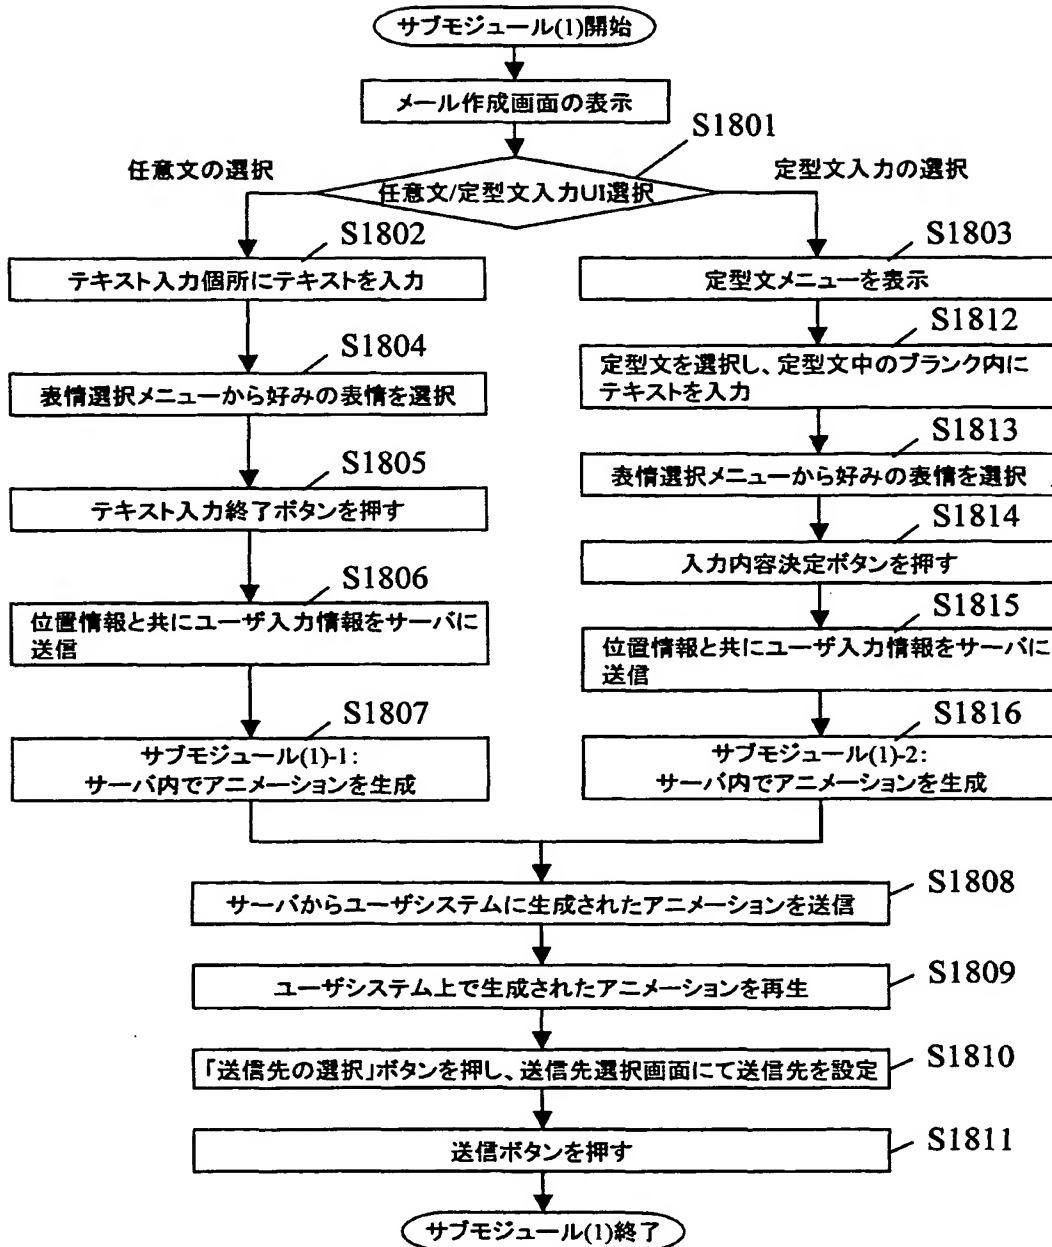 サブモジュール(1)開始
メール作成画面の表示
S1801
任意文の選択
定型文入力の選択
任意文/定型文入力UI選択
S1802
テキスト入力個所にテキストを入力
S1804
表情選択メニューから好みの表情を選択
S1805
テキスト入力終了ボタンを押す
S1806
位置情報と共にユーザ入力情報をサーバに
送信
S1807
サブモジュール(1)-1:
サーバ内でアニメーションを生成
S1803
定型文メニューを表示
S1812
定型文を選択し、定型文中のブランク内に
テキストを入力
S1813
表情選択メニューから好みの表情を選択
S1814
入力内容決定ボタンを押す
S1815
位置情報と共にユーザ入力情報をサーバに
送信
S1816
サブモジュール(1)-2:
サーバ内でアニメーションを生成
S1808
サーバからユーザシステムに生成されたアニメーションを送信
S1809
ユーザシステム上で生成されたアニメーションを再生
S1810
「送信先の選択」ボタンを押し、送信先選択画面にて送信先を設定
S1811
送信ボタンを押す
サブモジュール(1)終了